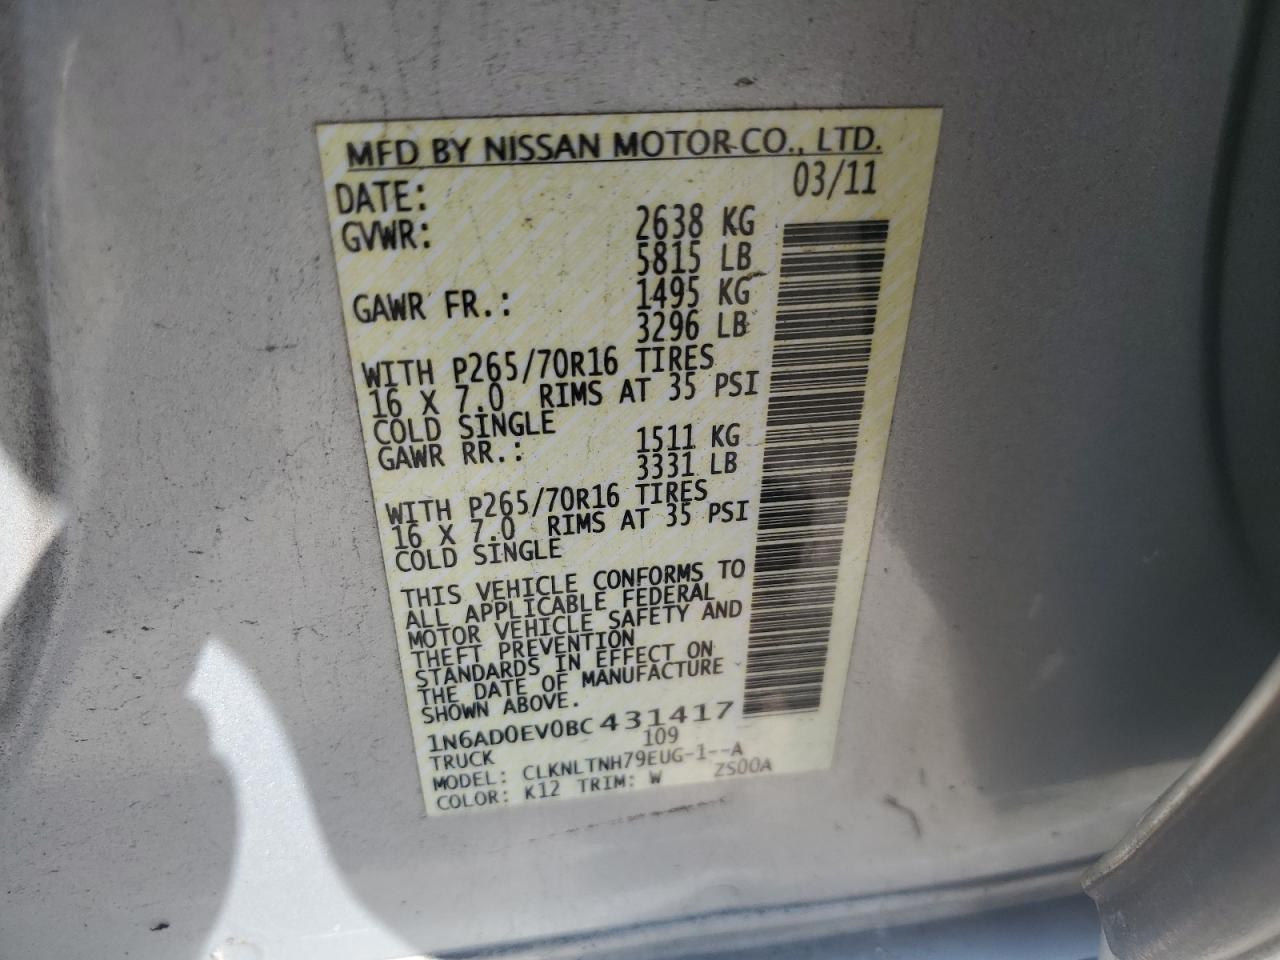 MFD BY NISSAN MOTOR CO., LTD.
DATE: 03/11
GVWR: 2638 KG
5815 LB
GAWR FR.: 1495 KG
3296 LB
WITH P265/70R16 TIRES
16 X 7.0 RIMS AT 35 PSI
COLD SINGLE
GAWR RR.: 1511 KG
3331 LB
WITH P265/70R16 TIRES
16 X 7.0 RIMS AT 35 PSI
COLD SINGLE
THIS VEHICLE CONFORMS TO
ALL APPLICABLE FEDERAL
MOTOR VEHICLE SAFETY AND
THEFT PREVENTION
STANDARDS IN EFFECT ON
THE DATE OF MANUFACTURE
SHOWN ABOVE.
1N6AD0EV0BC431417
TRUCK 109
MODEL: CLKNLTNH79EUG-1--A
COLOR: K12 TRIM: W ZS00A